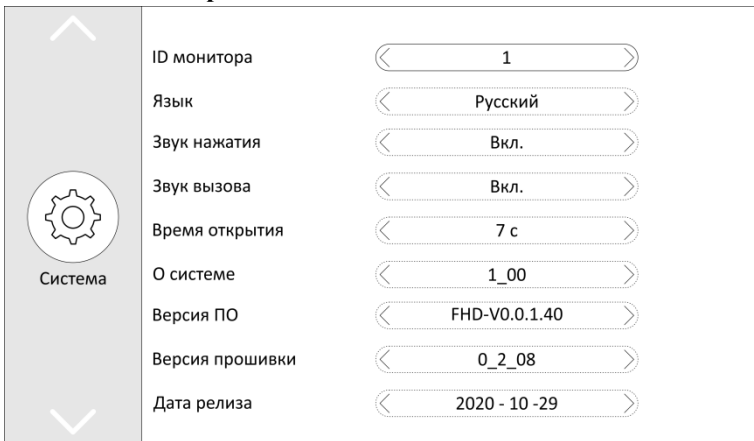 ID монитора 1
Язык Русский
Звук нажатия Вкл.
Звук вызова Вкл.
Время открытия 7 с
Система
О системе 1_00
Версия ПО FHD-V0.0.1.40
Версия прошивки 0_2_08
Дата релиза 2020 - 10 -29